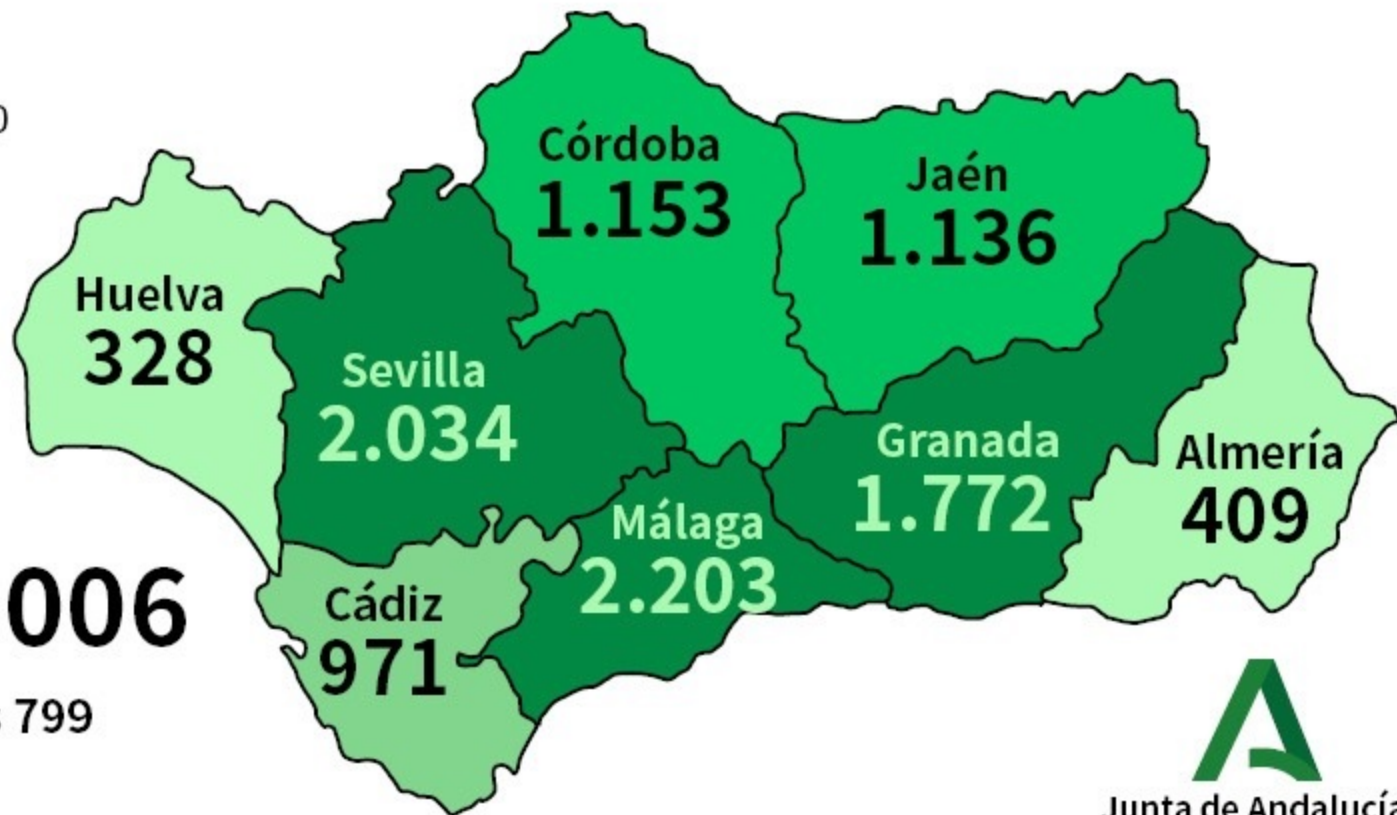 0
Córdoba
1.153
Jaén
1.136
Huelva
328
Sevilla
2.034
Granada
1.772
Almería
409
Málaga
2.203
Cádiz
971
006
799
Junta de Andalucía